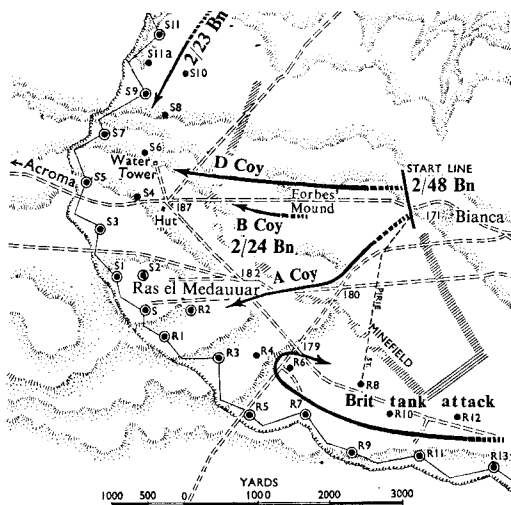 S11
2/23 Bn
S11a
S10
S9
S8
S7
S6
Water
Tower
D Coy
START LINE
←Acroma
S5
S4
Forbes'
Mound
2/48 Bn
187
Hut
B Coy
2/24 Bn
171
Bianca
S3
S1
S2
182
A Coy
Ras el Medauuar
180
PIRIE
ST.
MINEFIELD
S
R2
R1
179
R3
R4
R6
R8
Brit tank attack
R5
R7
R10
R12
R9
R11
R13
YARDS
1000 500 0 1000 2000 3000